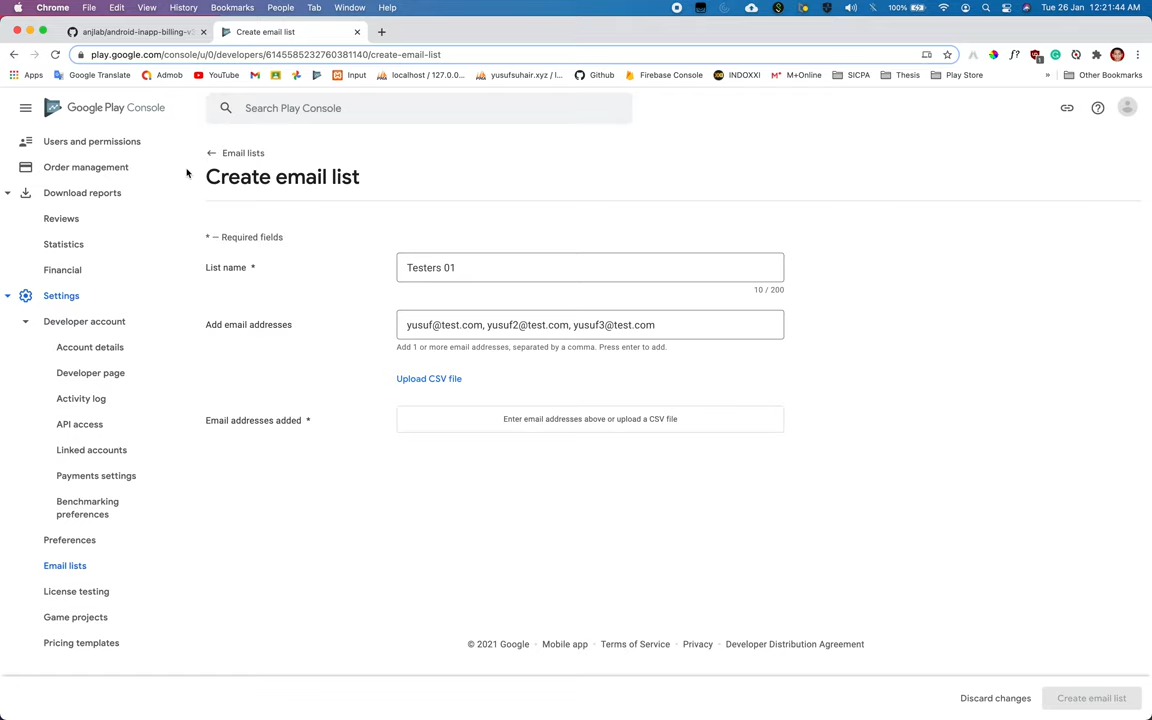 Chrome File Edit View History Bookmarks People Tab Window Help 100% Tue 26 Jan 12:21:44 AM
anjlab/android-inapp-billing-v3 Create email list
play.google.com/console/u/0/developers/6145585232760381140/create-email-list
Apps Google Translate Admob YouTube Input localhost / 127.0.0... yusufsuhair.xyz / l... Github Firebase Console INDOXXI M+Online SICPA Thesis Play Store » Other Bookmarks
Google Play Console
Search Play Console
Users and permissions
Order management
Download reports
Reviews
Statistics
Financial
Settings
Developer account
Account details
Developer page
Activity log
API access
Linked accounts
Payments settings
Benchmarking
preferences
Preferences
Email lists
License testing
Game projects
Pricing templates
← Email lists
Create email list
* – Required fields
List name *
Testers 01
10 / 200
Add email addresses
yusuf@test.com, yusuf2@test.com, yusuf3@test.com
Add 1 or more email addresses, separated by a comma. Press enter to add.
Upload CSV file
Email addresses added *
Enter email addresses above or upload a CSV file
© 2021 Google · Mobile app · Terms of Service · Privacy · Developer Distribution Agreement
Discard changes Create email list